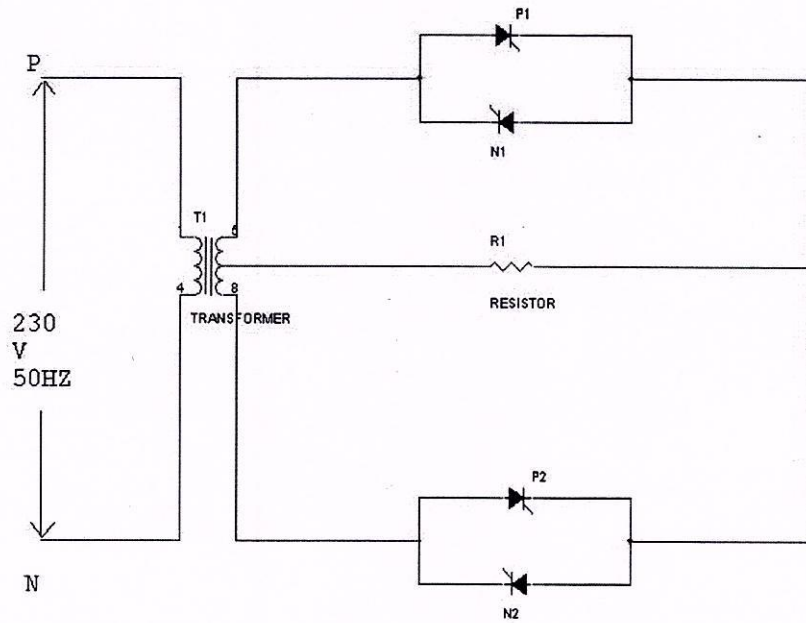 P1
P
N1
T1
5
R1
4
8
TRANSFORMER
RESISTOR
230
V
50HZ
P2
N
N2